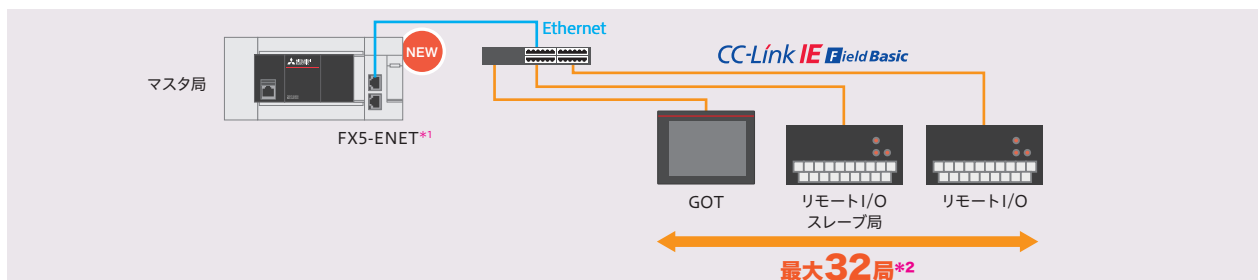 Ethernet
NEW
CC-Link IE Field Basic
マスタ局
FX5-ENET*1
GOT
リモートI/O
スレーブ局
リモートI/O
最大32局*2